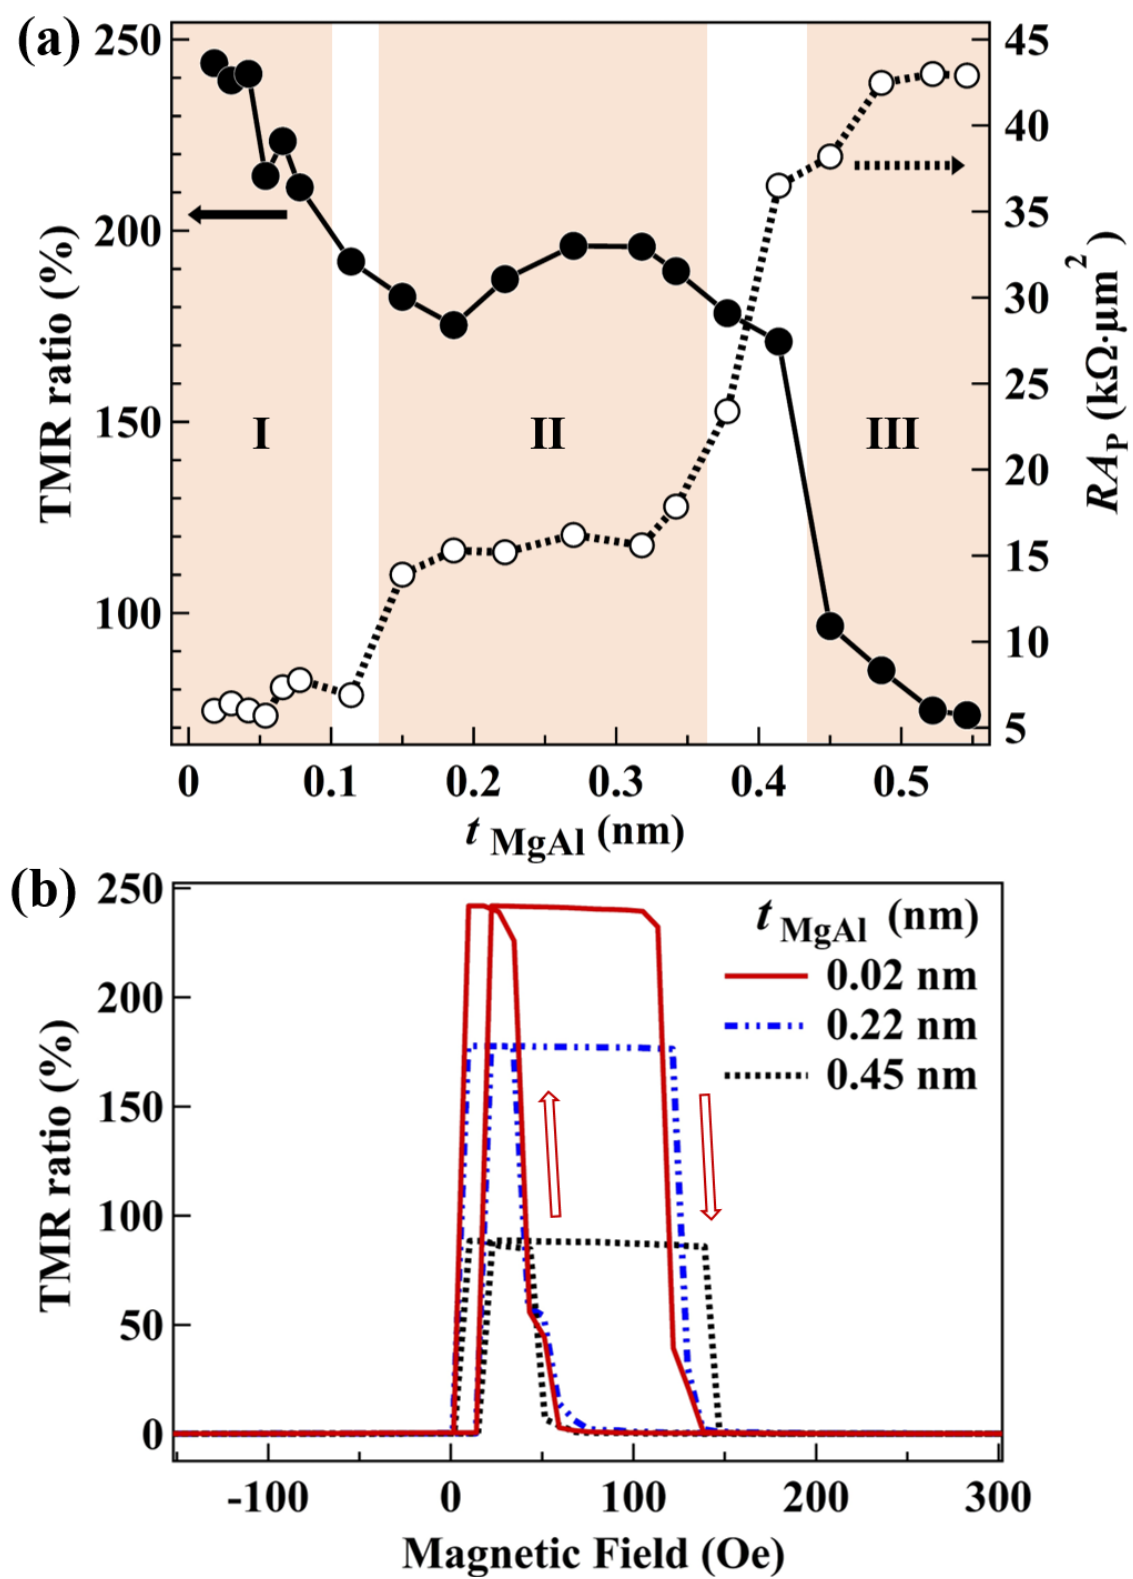 (a)
250
200
150
100
TMR ratio (%)
I
II
III
45
40
35
30
25
20
15
10
5
RA_P (kΩ·μm²)
0
0.1
0.2
0.3
0.4
0.5
t MgAl (nm)
(b)
250
200
150
100
50
0
TMR ratio (%)
t MgAl (nm)
0.02 nm
0.22 nm
0.45 nm
-100
0
100
200
300
Magnetic Field (Oe)